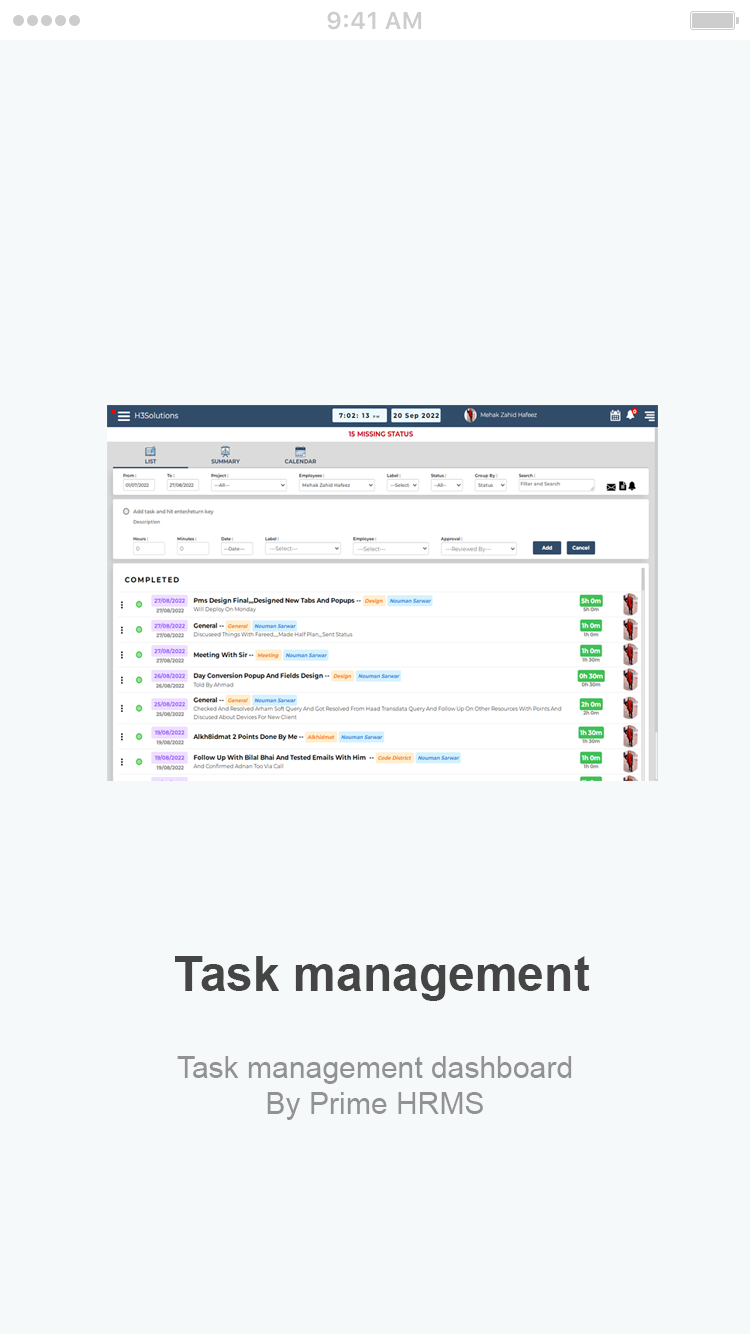 9:41 AM
H3Solutions
7:02: 13 PM
20 Sep 2022
Mehak Zahid Hafeez
0
15 MISSING STATUS
LIST
SUMMARY
CALENDAR
From : To : Project : Employees : Label : Status : Group By : Search :
01/07/2022 27/08/2022 ---All--- Mehak Zahid Hafeez ---Select--- ---All--- Status Filter and Search
Add task and hit enter/return key
Description
Hours : Minutes : Date : Label : Employee : Approval :
0 0 ---Date--- ---Select--- ---Select--- ---Reviewed By--- Add Cancel
COMPLETED
27/08/2022 Pms Design Final,,,Designed New Tabs And Popups -- Design Nouman Sarwar 5h 0m
27/08/2022 Will Deploy On Monday 5h 0m
27/08/2022 General -- General Nouman Sarwar 1h 0m
27/08/2022 Discuseed Things With Fareed,,,,Made Half Plan,,,Sent Status 1h 0m
27/08/2022 Meeting With Sir -- Meeting Nouman Sarwar 1h 0m
27/08/2022 1h 30m
26/08/2022 Day Conversion Popup And Fields Design -- Design Nouman Sarwar 0h 30m
26/08/2022 Told By Ahmad 0h 30m
25/08/2022 General -- General Nouman Sarwar 2h 0m
25/08/2022 Checked And Resolved Arham Soft Query And Got Resolved From Haad Transdata Query And Follow Up On Other Resources With Points And 2h 0m
Discused About Devices For New Client
19/08/2022 Alkh8idmat 2 Points Done By Me -- Alkhidmat Nouman Sarwar 1h 30m
19/08/2022 1h 30m
19/08/2022 Follow Up With Bilal Bhai And Tested Emails With Him -- Code District Nouman Sarwar 1h 0m
19/08/2022 And Confirmed Adnan Too Via Call 1h 0m
Task management
Task management dashboard
By Prime HRMS